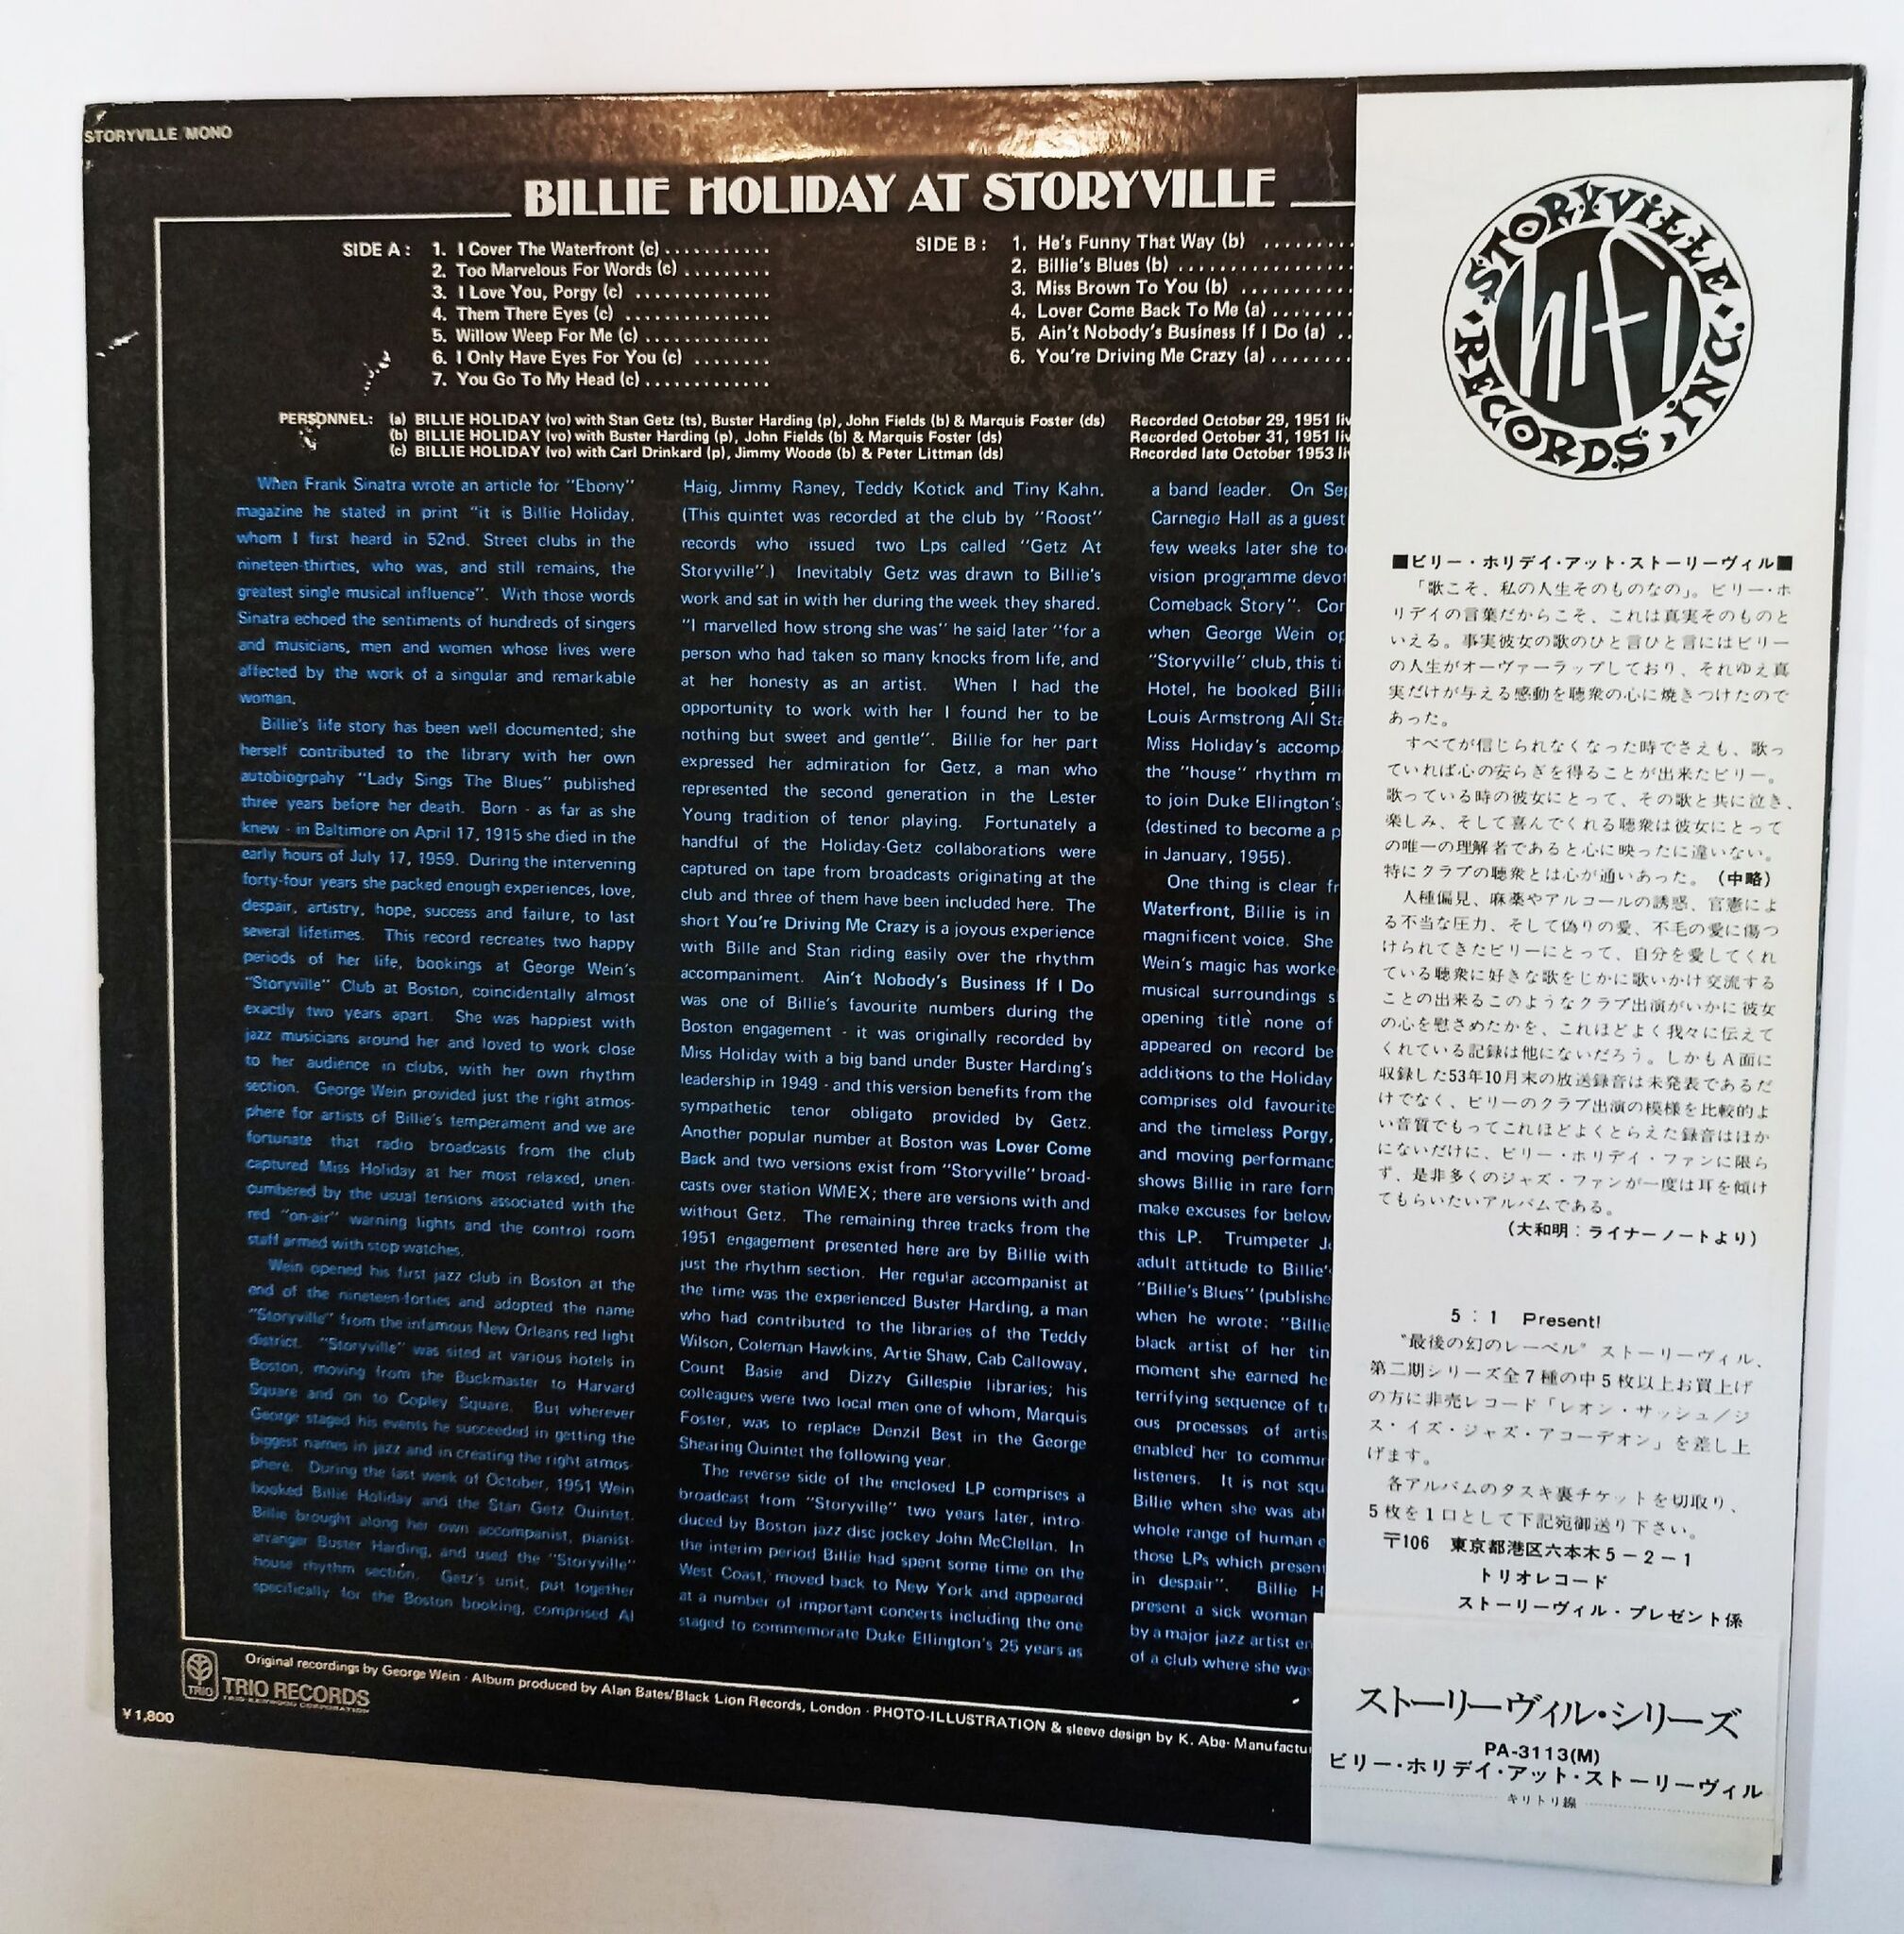 STORYVILLE MONO
BILLIE HOLIDAY AT STORYVILLE
SIDE A: 1. I Cover The Waterfront (c) ...........
2. Too Marvelous For Words (c) .........
3. I Love You, Porgy (c) ..............
4. Them There Eyes (c) ...............
5. Willow Weep For Me (c) .............
6. I Only Have Eyes For You (c) ........
7. You Go To My Head (c) .............
SIDE B: 1. He's Funny That Way (b) .........
2. Billie's Blues (b) ..................
3. Miss Brown To You (b) ...........
4. Lover Come Back To Me (a) ........
5. Ain't Nobody's Business If I Do (a) ..
6. You're Driving Me Crazy (a) ........
PERSONNEL: (a) BILLIE HOLIDAY (vo) with Stan Getz (ts), Buster Harding (p), John Fields (b) & Marquis Foster (ds) Recorded October 29, 1951 liv
(b) BILLIE HOLIDAY (vo) with Buster Harding (p), John Fields (b) & Marquis Foster (ds) Recorded October 31, 1951 liv
(c) BILLIE HOLIDAY (vo) with Carl Drinkard (p), Jimmy Woode (b) & Peter Littman (ds) Recorded late October 1953 li
When Frank Sinatra wrote an article for "Ebony"
magazine he stated in print "it is Billie Holiday,
whom I first heard in 52nd. Street clubs in the
nineteen-thirties, who was, and still remains, the
greatest single musical influence". With those words
Sinatra echoed the sentiments of hundreds of singers
and musicians, men and women whose lives were
affected by the work of a singular and remarkable
woman.
Billie's life story has been well documented; she
herself contributed to the library with her own
autobiogrpahy "Lady Sings The Blues" published
three years before her death. Born - as far as she
knew - in Baltimore on April 17, 1915 she died in the
early hours of July 17, 1959. During the intervening
forty-four years she packed enough experiences, love,
despair, artistry, hope, success and failure, to last
several lifetimes. This record recreates two happy
periods of her life, bookings at George Wein's
"Storyville" Club at Boston, coincidentally almost
exactly two years apart. She was happiest with
jazz musicians around her and loved to work close
to her audience in clubs, with her own rhythm
section. George Wein provided just the right atmos-
phere for artists of Billie's temperament and we are
fortunate that radio broadcasts from the club
captured Miss Holiday at her most relaxed, unen-
cumbered by the usual tensions associated with the
red "on-air" warning lights and the control room
staff armed with stop watches.
Wein opened his first jazz club in Boston at the
end of the nineteen-forties and adopted the name
"Storyville" from the infamous New Orleans red light
district. "Storyville" was sited at various hotels in
Boston, moving from the Buckmaster to Harvard
Square and on to Copley Square. But wherever
George staged his events he succeeded in getting the
biggest names in jazz and in creating the right atmos-
phere. During the last week of October, 1951 Wein
booked Billie Holiday and the Stan Getz Quintet.
Billie brought along her own accompanist, pianist-
arranger Buster Harding, and used the "Storyville"
house rhythm section. Getz's unit, put together
specifically for the Boston booking, comprised Al
Haig, Jimmy Raney, Teddy Kotick and Tiny Kahn.
(This quintet was recorded at the club by "Roost"
records who issued two Lps called "Getz At
Storyville".) Inevitably Getz was drawn to Billie's
work and sat in with her during the week they shared.
"I marvelled how strong she was" he said later "for a
person who had taken so many knocks from life, and
at her honesty as an artist. When I had the
opportunity to work with her I found her to be
nothing but sweet and gentle". Billie for her part
expressed her admiration for Getz, a man who
represented the second generation in the Lester
Young tradition of tenor playing. Fortunately a
handful of the Holiday-Getz collaborations were
captured on tape from broadcasts originating at the
club and three of them have been included here. The
short You're Driving Me Crazy is a joyous experience
with Bille and Stan riding easily over the rhythm
accompaniment. Ain't Nobody's Business If I Do
was one of Billie's favourite numbers during the
Boston engagement - it was originally recorded by
Miss Holiday with a big band under Buster Harding's
leadership in 1949 - and this version benefits from the
sympathetic tenor obligato provided by Getz.
Another popular number at Boston was Lover Come
Back and two versions exist from "Storyville" broad-
casts over station WMEX; there are versions with and
without Getz. The remaining three tracks from the
1951 engagement presented here are by Billie with
just the rhythm section. Her regular accompanist at
the time was the experienced Buster Harding, a man
who had contributed to the libraries of the Teddy
Wilson, Coleman Hawkins, Artie Shaw, Cab Calloway,
Count Basie and Dizzy Gillespie libraries; his
colleagues were two local men one of whom, Marquis
Foster, was to replace Denzil Best in the George
Shearing Quintet the following year.
The reverse side of the enclosed LP comprises a
broadcast from "Storyville" two years later, intro-
duced by Boston jazz disc jockey John McClellan. In
the interim period Billie had spent some time on the
West Coast, moved back to New York and appeared
at a number of important concerts including the one
staged to commemorate Duke Ellington's 25 years as
a band leader. On Sep
Carnegie Hall as a guest
few weeks later she to
vision programme devot
Comeback Story". Cor
when George Wein op
"Storyville" club, this ti
Hotel, he booked Billi
Louis Armstrong All Sta
Miss Holiday's accomp
the "house" rhythm m
to join Duke Ellington's
(destined to become a p
in January, 1955).
One thing is clear fr
Waterfront, Billie is in
magnificent voice. She
Wein's magic has worke
musical surroundings s
opening title none of
appeared on record be
additions to the Holiday
comprises old favourite
and the timeless Porgy,
and moving performanc
shows Billie in rare form
make excuses for below
this LP. Trumpeter J
adult attitude to Billie'
"Billie's Blues" (publishe
when he wrote: "Billie
black artist of her tin
moment she earned he
terrifying sequence of tr
ous processes of artis
enabled her to commun
listeners. It is not squ
Billie when she was abl
whole range of human e
those LPs which present
in despair". Billie H
present a sick woman
by a major jazz artist en
of a club where she was
TRIO
TRIO RECORDS
TRIO KENWOOD CORPORATION
Original recordings by George Wein · Album produced by Alan Bates/Black Lion Records, London · PHOTO-ILLUSTRATION & sleeve design by K. Abe· Manufactu
¥1,800
STORYVILLE · RECORDS, INC.
hifi
■ビリー・ホリデイ・アット・ストーリーヴィル■
「歌こそ、私の人生そのものなの」。ビリー・ホ
リデイの言葉だからこそ、これは真実そのものと
いえる。事実彼女の歌のひと言ひと言にはビリー
の人生がオーヴァーラップしており、それゆえ真
実だけが与える感動を聴衆の心に焼きつけたので
あった。
すべてが信じられなくなった時でさえも、歌っ
ていれば心の安らぎを得ることが出来たビリー。
歌っている時の彼女にとって、その歌と共に泣き、
楽しみ、そして喜んでくれる聴衆は彼女にとって
の唯一の理解者であると心に映ったに違いない。
特にクラブの聴衆とは心が通いあった。(中略)
人種偏見、麻薬やアルコールの誘惑、官憲によ
る不当な圧力、そして偽りの愛、不毛の愛に傷つ
けられてきたビリーにとって、自分を愛してくれ
ている聴衆に好きな歌をじかに歌いかけ交流する
ことの出来るこのようなクラブ出演がいかに彼女
の心を慰さめたかを、これほどよく我々に伝えて
くれている記録は他にないだろう。しかもA面に
収録した53年10月末の放送録音は未発表であるだ
けでなく、ビリーのクラブ出演の模様を比較的よ
い音質でもってこれほどよくとらえた録音はほか
にないだけに、ビリー・ホリデイ・ファンに限ら
ず、是非多くのジャズ・ファンが一度は耳を傾け
てもらいたいアルバムである。
(大和明:ライナーノートより)
5:1 Present!
"最後の幻のレーベル" ストーリーヴィル、
第二期シリーズ全7種の中5枚以上お買上げ
の方に非売レコード「レオン・サッシュ/ジ
ス・イズ・ジャズ・アコーデオン」を差し上
げます。
各アルバムのタスキ裏チケットを切取り、
5枚を1口として下記宛御送り下さい。
〒106 東京都港区六本木5-2-1
トリオレコード
ストーリーヴィル・プレゼント係
ストーリーヴィル・シリーズ
PA-3113(M)
ビリー・ホリデイ・アット・ストーリーヴィル
キリトリ線